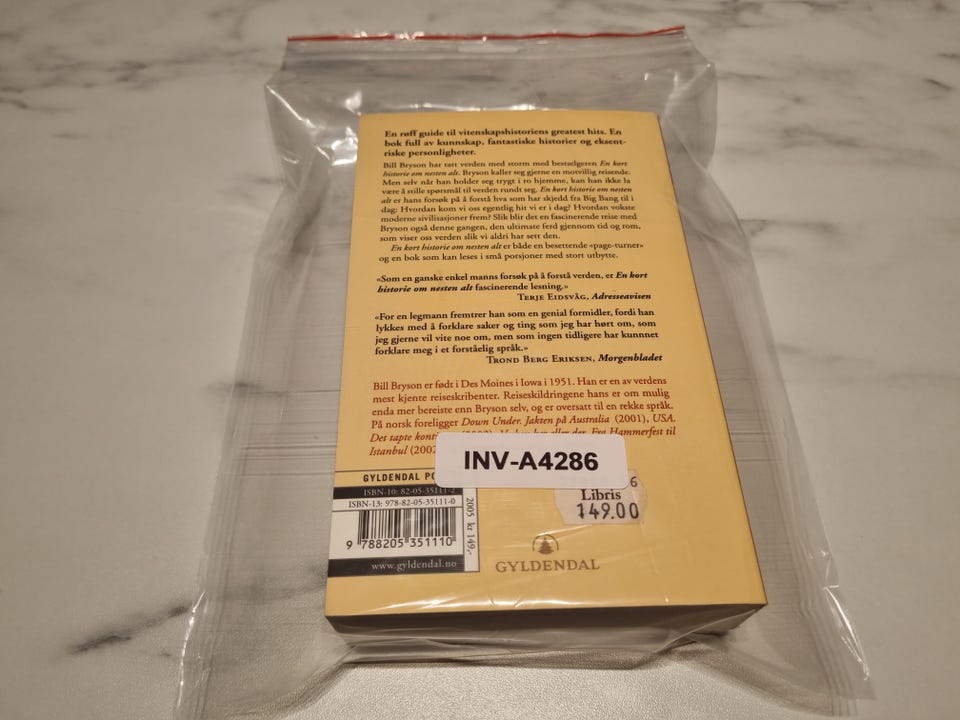 En røff guide til vitenskapshistoriens greatest hits. En
bok full av kunnskap, fantastiske historier og eksent-
riske personligheter.
Bill Bryson har tatt verden med storm med bestselgeren En kort
historie om nesten alt. Bryson kaller seg gjerne en motvillig reisende.
Men selv når han holder seg trygt i ro hjemme, kan han ikke la
være å stille spørsmål til verden rundt seg. En kort historie om nesten
alt er hans forsøk på å forstå hva som har skjedd fra Big Bang til i
dag: Hvordan kom vi oss egentlig hit vi er i dag? Hvordan vokste
moderne sivilisasjoner frem? Slik blir det en fascinerende reise med
Bryson også denne gangen, den ultimate ferd gjennom tid og rom,
som viser oss verden slik vi aldri har sett den.
En kort historie om nesten alt er både en besettende «page-turner»
og en bok som kan leses i små porsjoner med stort utbytte.
«Som en ganske enkel manns forsøk på å forstå verden, er En kort
historie om nesten alt fascinerende lesning.»
Terje Eidsvåg, Adresseavisen
«For en legmann fremtrer han som en genial formidler, fordi han
lykkes med å forklare saker og ting som jeg har hørt om, som
jeg gjerne vil vite noe om, men som ingen tidligere har kunnnet
forklare meg i et forståelig språk.»
Trond Berg Eriksen, Morgenbladet
Bill Bryson er født i Des Moines i Iowa i 1951. Han er en av verdens
mest kjente reiseskribenter. Reiseskildringene hans er om mulig
enda mer bereiste enn Bryson selv, og er oversatt til en rekke språk.
På norsk foreligger Down Under. Jakten på Australia (2001), USA.
Det tapte Fra Hammerfest til
Istanbul
INV-A4286
GYLDENDAL
ISBN-10: 82-05-35111-2
ISBN-13: 978-82-05-35111-0
9 788205 351110
2005 kr 149,-
www.gyldendal.no
6
Libris
149.00
GYLDENDAL